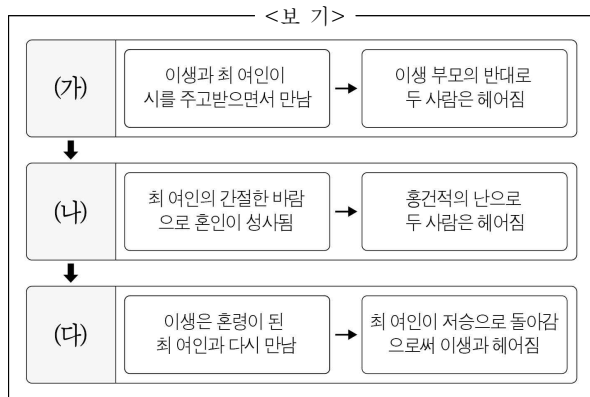 <보 기>
(가)
이생과 최 여인이
시를 주고받으면서 만남
→
이생 부모의 반대로
두 사람은 헤어짐
(나)
최 여인의 간절한 바람
으로 혼인이 성사됨
→
홍건적의 난으로
두 사람은 헤어짐
(다)
이생은 혼령이 된
최 여인과 다시 만남
→
최 여인이 저승으로 돌아감
으로써 이생과 헤어짐